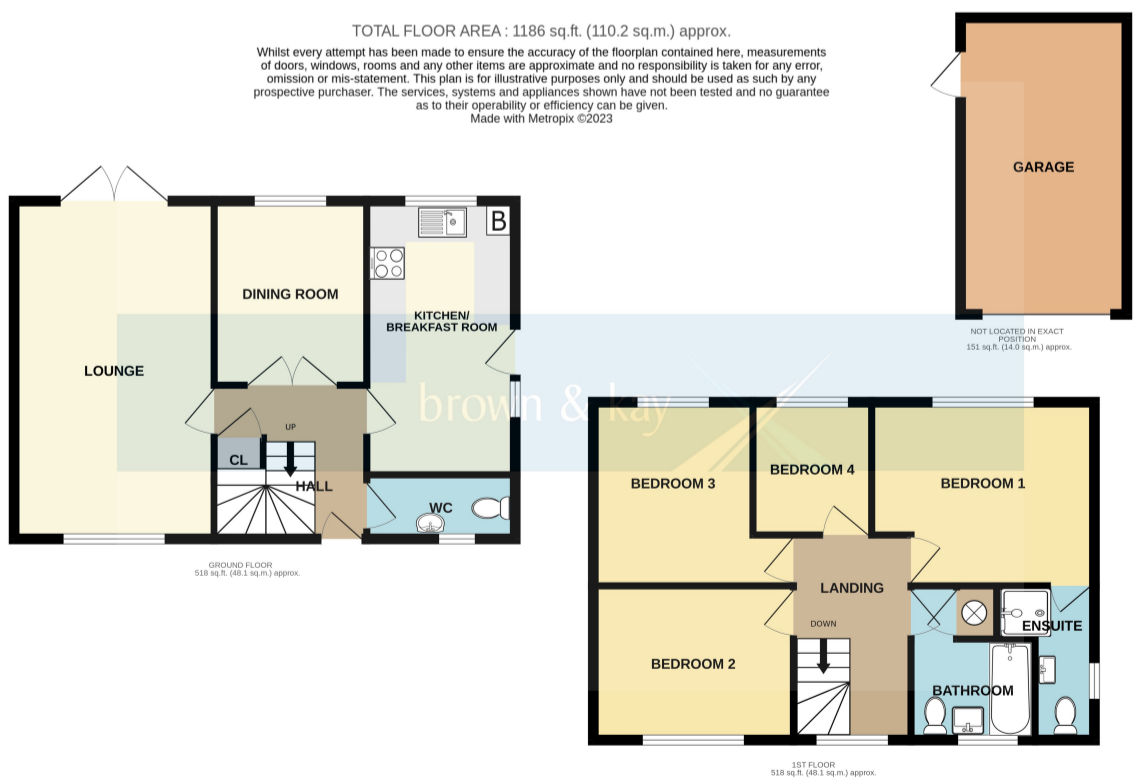 TOTAL FLOOR AREA : 1186 sq.ft. (110.2 sq.m.) approx.
Whilst every attempt has been made to ensure the accuracy of the floorplan contained here, measurements
of doors, windows, rooms and any other items are approximate and no responsibility is taken for any error,
omission or mis-statement. This plan is for illustrative purposes only and should be used as such by any
prospective purchaser. The services, systems and appliances shown have not been tested and no guarantee
as to their operability or efficiency can be given.
Made with Metropix ©2023
GARAGE
NOT LOCATED IN EXACT
POSITION
151 sq.ft. (14.0 sq.m.) approx.
B
DINING ROOM
KITCHEN/
BREAKFAST ROOM
LOUNGE
UP
CL
HALL
WC
GROUND FLOOR
518 sq.ft. (48.1 sq.m.) approx.
brown & kay
BEDROOM 4
BEDROOM 3
BEDROOM 1
LANDING
DOWN
ENSUITE
BEDROOM 2
BATHROOM
1ST FLOOR
518 sq.ft. (48.1 sq.m.) approx.